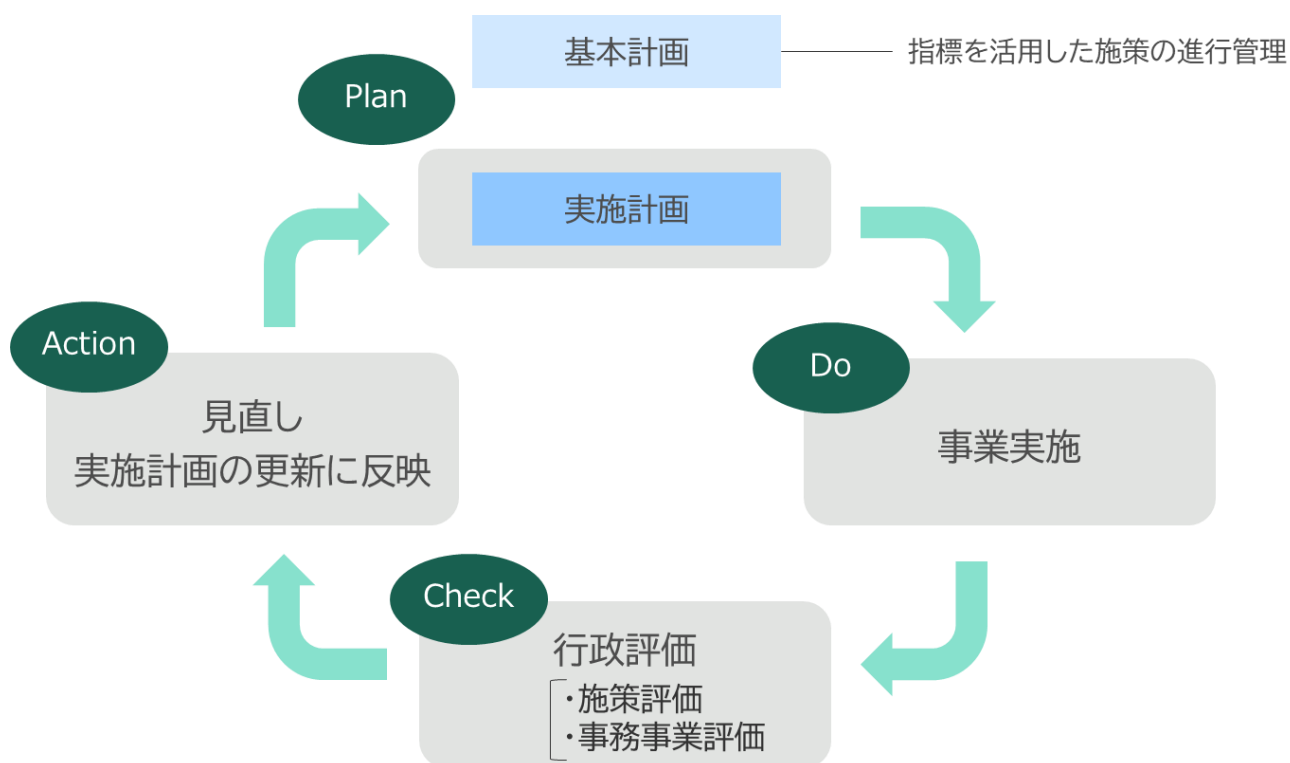 基本計画
指標を活用した施策の進行管理
Plan
実施計画
Do
事業実施
Check
行政評価
・施策評価
・事務事業評価
Action
見直し
実施計画の更新に反映